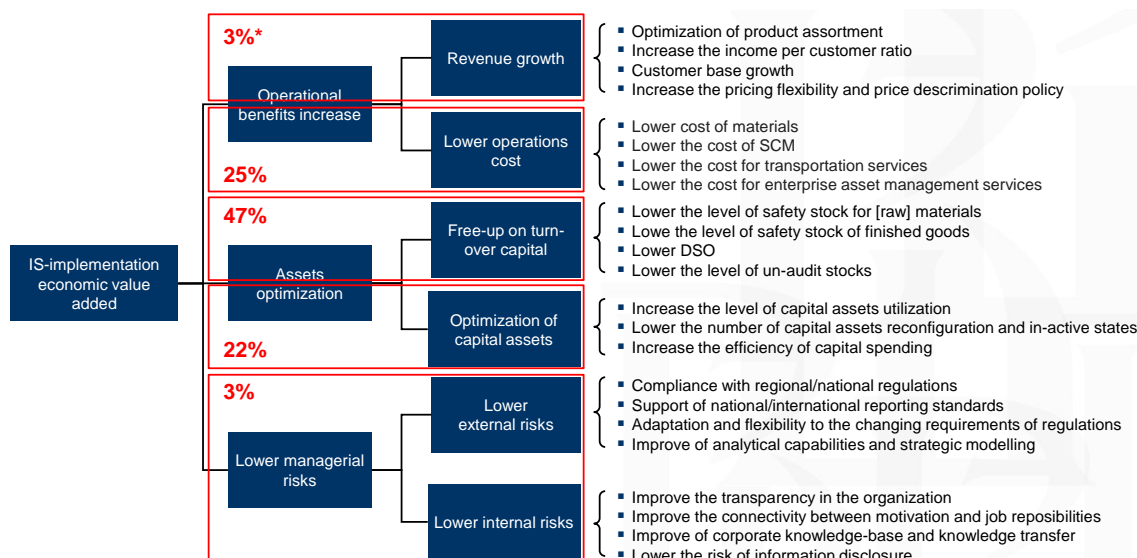 3%*
Revenue growth
▪ Optimization of product assortment
▪ Increase the income per customer ratio
▪ Customer base growth
▪ Increase the pricing flexibility and price descrimination policy
Operational
benefits increase
25%
Lower operations
cost
▪ Lower cost of materials
▪ Lower the cost of SCM
▪ Lower the cost for transportation services
▪ Lower the cost for enterprise asset management services
IS-implementation
economic value
added
47%
Free-up on turn-
over capital
▪ Lower the level of safety stock for [raw] materials
▪ Lowe the level of safety stock of finished goods
▪ Lower DSO
▪ Lower the level of un-audit stocks
Assets
optimization
22%
Optimization of
capital assets
▪ Increase the level of capital assets utilization
▪ Lower the number of capital assets reconfiguration and in-active states
▪ Increase the efficiency of capital spending
3%
Lower
external risks
▪ Compliance with regional/national regulations
▪ Support of national/international reporting standards
▪ Adaptation and flexibility to the changing requirements of regulations
▪ Improve of analytical capabilities and strategic modelling
Lower managerial
risks
Lower internal risks
▪ Improve the transparency in the organization
▪ Improve the connectivity between motivation and job reposibilities
▪ Improve of corporate knowledge-base and knowledge transfer
▪ Lower the risk of information disclosure